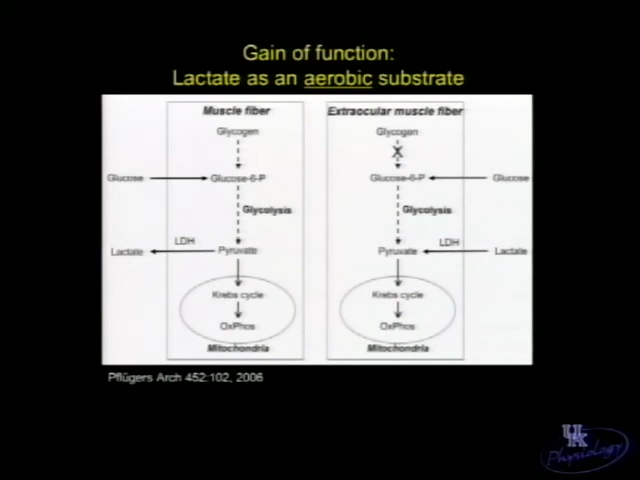 Gain of function:
Lactate as an aerobic substrate
Muscle fiber
Extraocular muscle fiber
Glycogen
Glycogen
X
Glucose
Glucose-6-P
Glucose-6-P
Glucose
Glycolysis
Glycolysis
LDH
LDH
Lactate
Pyruvate
Pyruvate
Lactate
Krebs cycle
Krebs cycle
OxPhos
OxPhos
Mitochondria
Mitochondria
Pflügers Arch 452:102, 2006
UK
Physiology